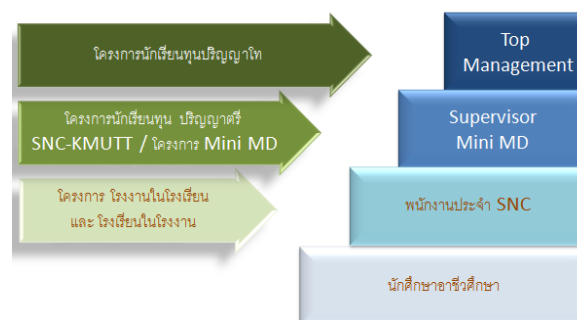 โครงการนักเรียนทุนปริญญาโท
Top
Management
โครงการนักเรียนทุน ปริญญาตรี
SNC-KMUTT / โครงการ Mini MD
Supervisor
Mini MD
โครงการ โรงงานในโรงเรียน
และ โรงเรียนในโรงงาน
พนักงานประจำ SNC
นักศึกษาอาชีวศึกษา